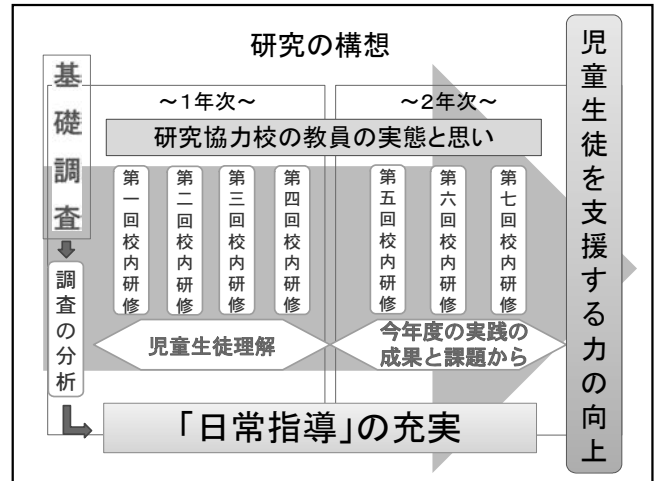 研究の構想
基礎調査
調査の分析
～1年次～
～2年次～
研究協力校の教員の実態と思い
第一回校内研修
第二回校内研修
第三回校内研修
第四回校内研修
第五回校内研修
第六回校内研修
第七回校内研修
児童生徒理解
今年度の実践の
成果と課題から
「日常指導」の充実
児童生徒を支援する力の向上